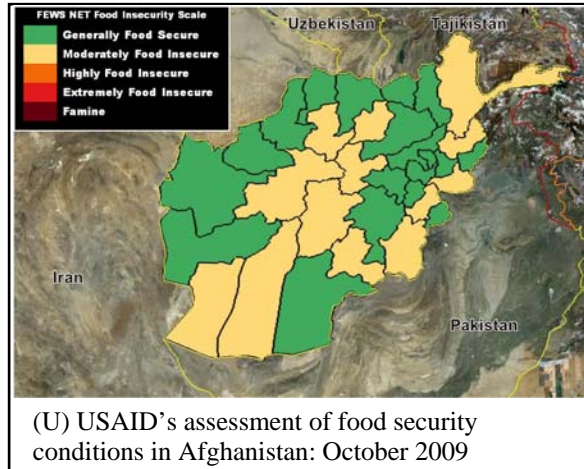 FEWS NET Food Insecurity Scale
Generally Food Secure
Moderately Food Insecure
Highly Food Insecure
Extremely Food Insecure
Famine
Uzbekistan
Tajikistan
Iran
Pakistan
(U) USAID’s assessment of food security
conditions in Afghanistan: October 2009